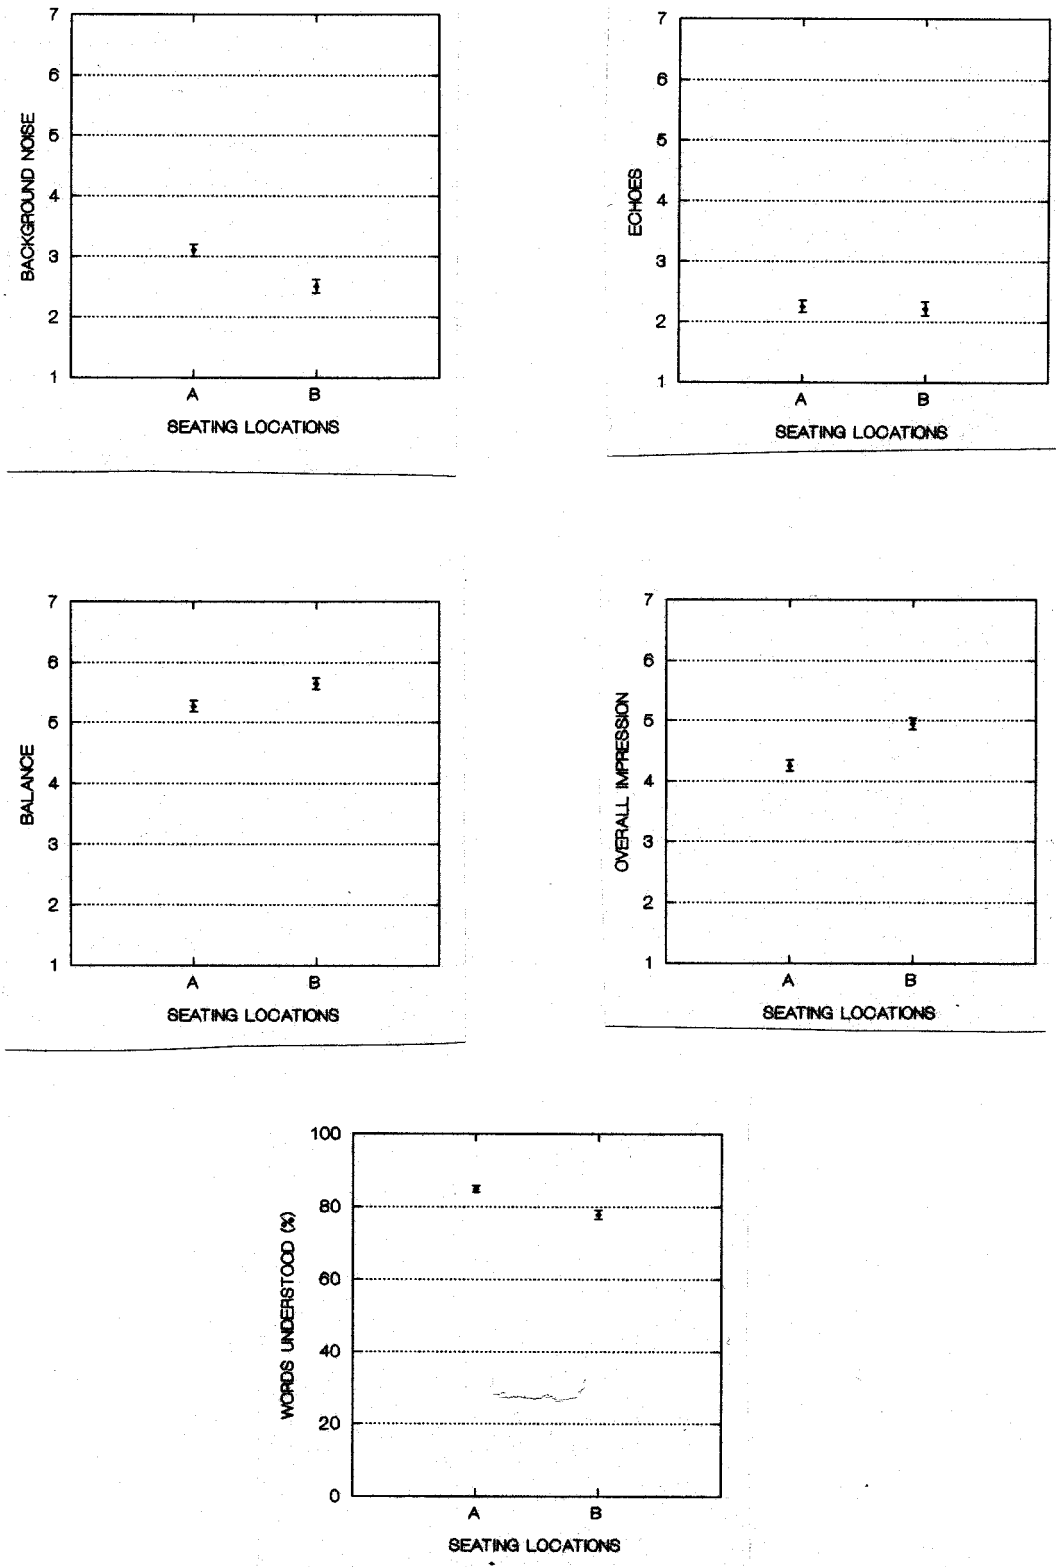 7
6
5
4
3
2
1
BACKGROUND NOISE
A B
SEATING LOCATIONS
7
6
5
4
3
2
1
ECHOES
A B
SEATING LOCATIONS
7
6
5
4
3
2
1
BALANCE
A B
SEATING LOCATIONS
7
6
5
4
3
2
1
OVERALL IMPRESSION
A B
SEATING LOCATIONS
100
80
60
40
20
0
WORDS UNDERSTOOD (%)
A B
SEATING LOCATIONS